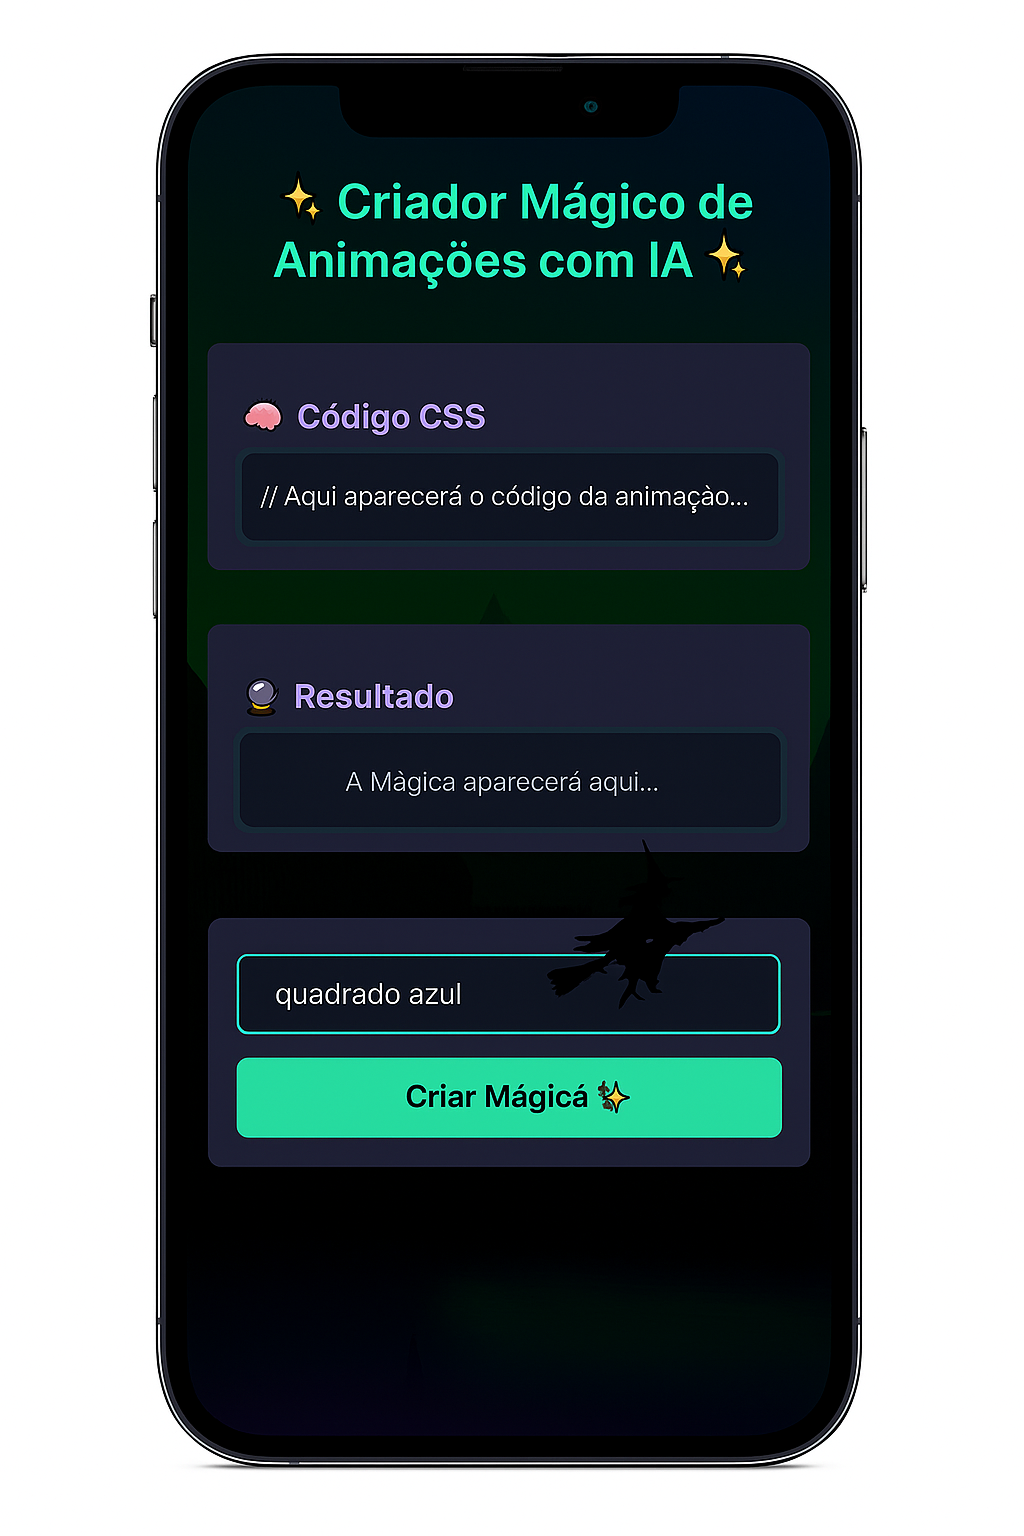 ✨ Criador Mágico de
Animaçöes com IA ✨
🧠 Código CSS
// Aqui aparecerá o código da animaçào...
🔮 Resultado
A Màgica aparecerá aqui...
quadrado azul
Criar Mágicá ✨